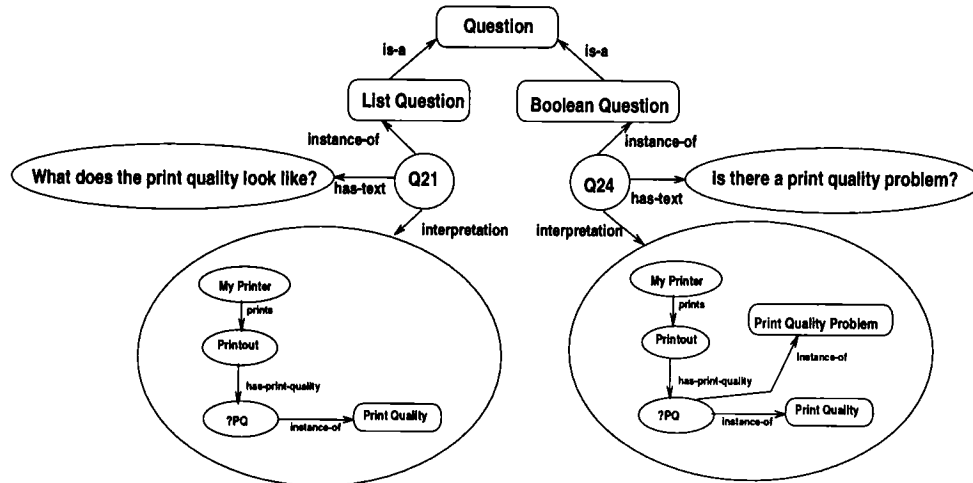 Question
is-a
is-a
List Question
Boolean Question
instance-of
instance-of
What does the print quality look like?
has-text
Q21
Q24
has-text
Is there a print quality problem?
interpretation
interpretation
My Printer
prints
Printout
has-print-quality
?PQ
instance-of
Print Quality
My Printer
prints
Print Quality Problem
Printout
instance-of
has-print-quality
?PQ
instance-of
Print Quality